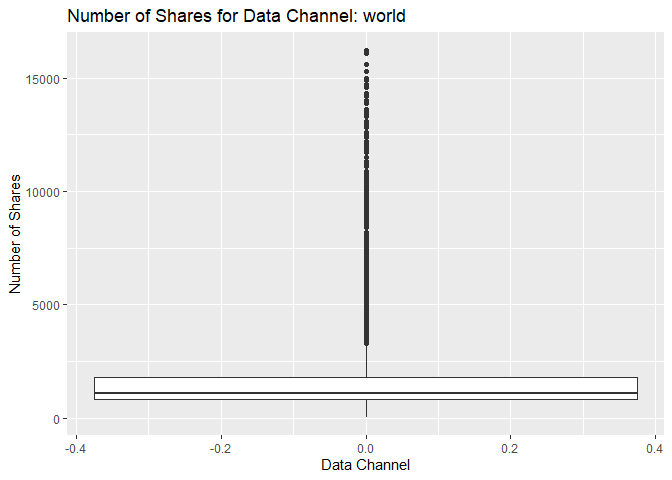 Number of Shares for Data Channel: world
15000
10000
5000
0
Number of Shares
-0.4 -0.2 0.0 0.2 0.4
Data Channel